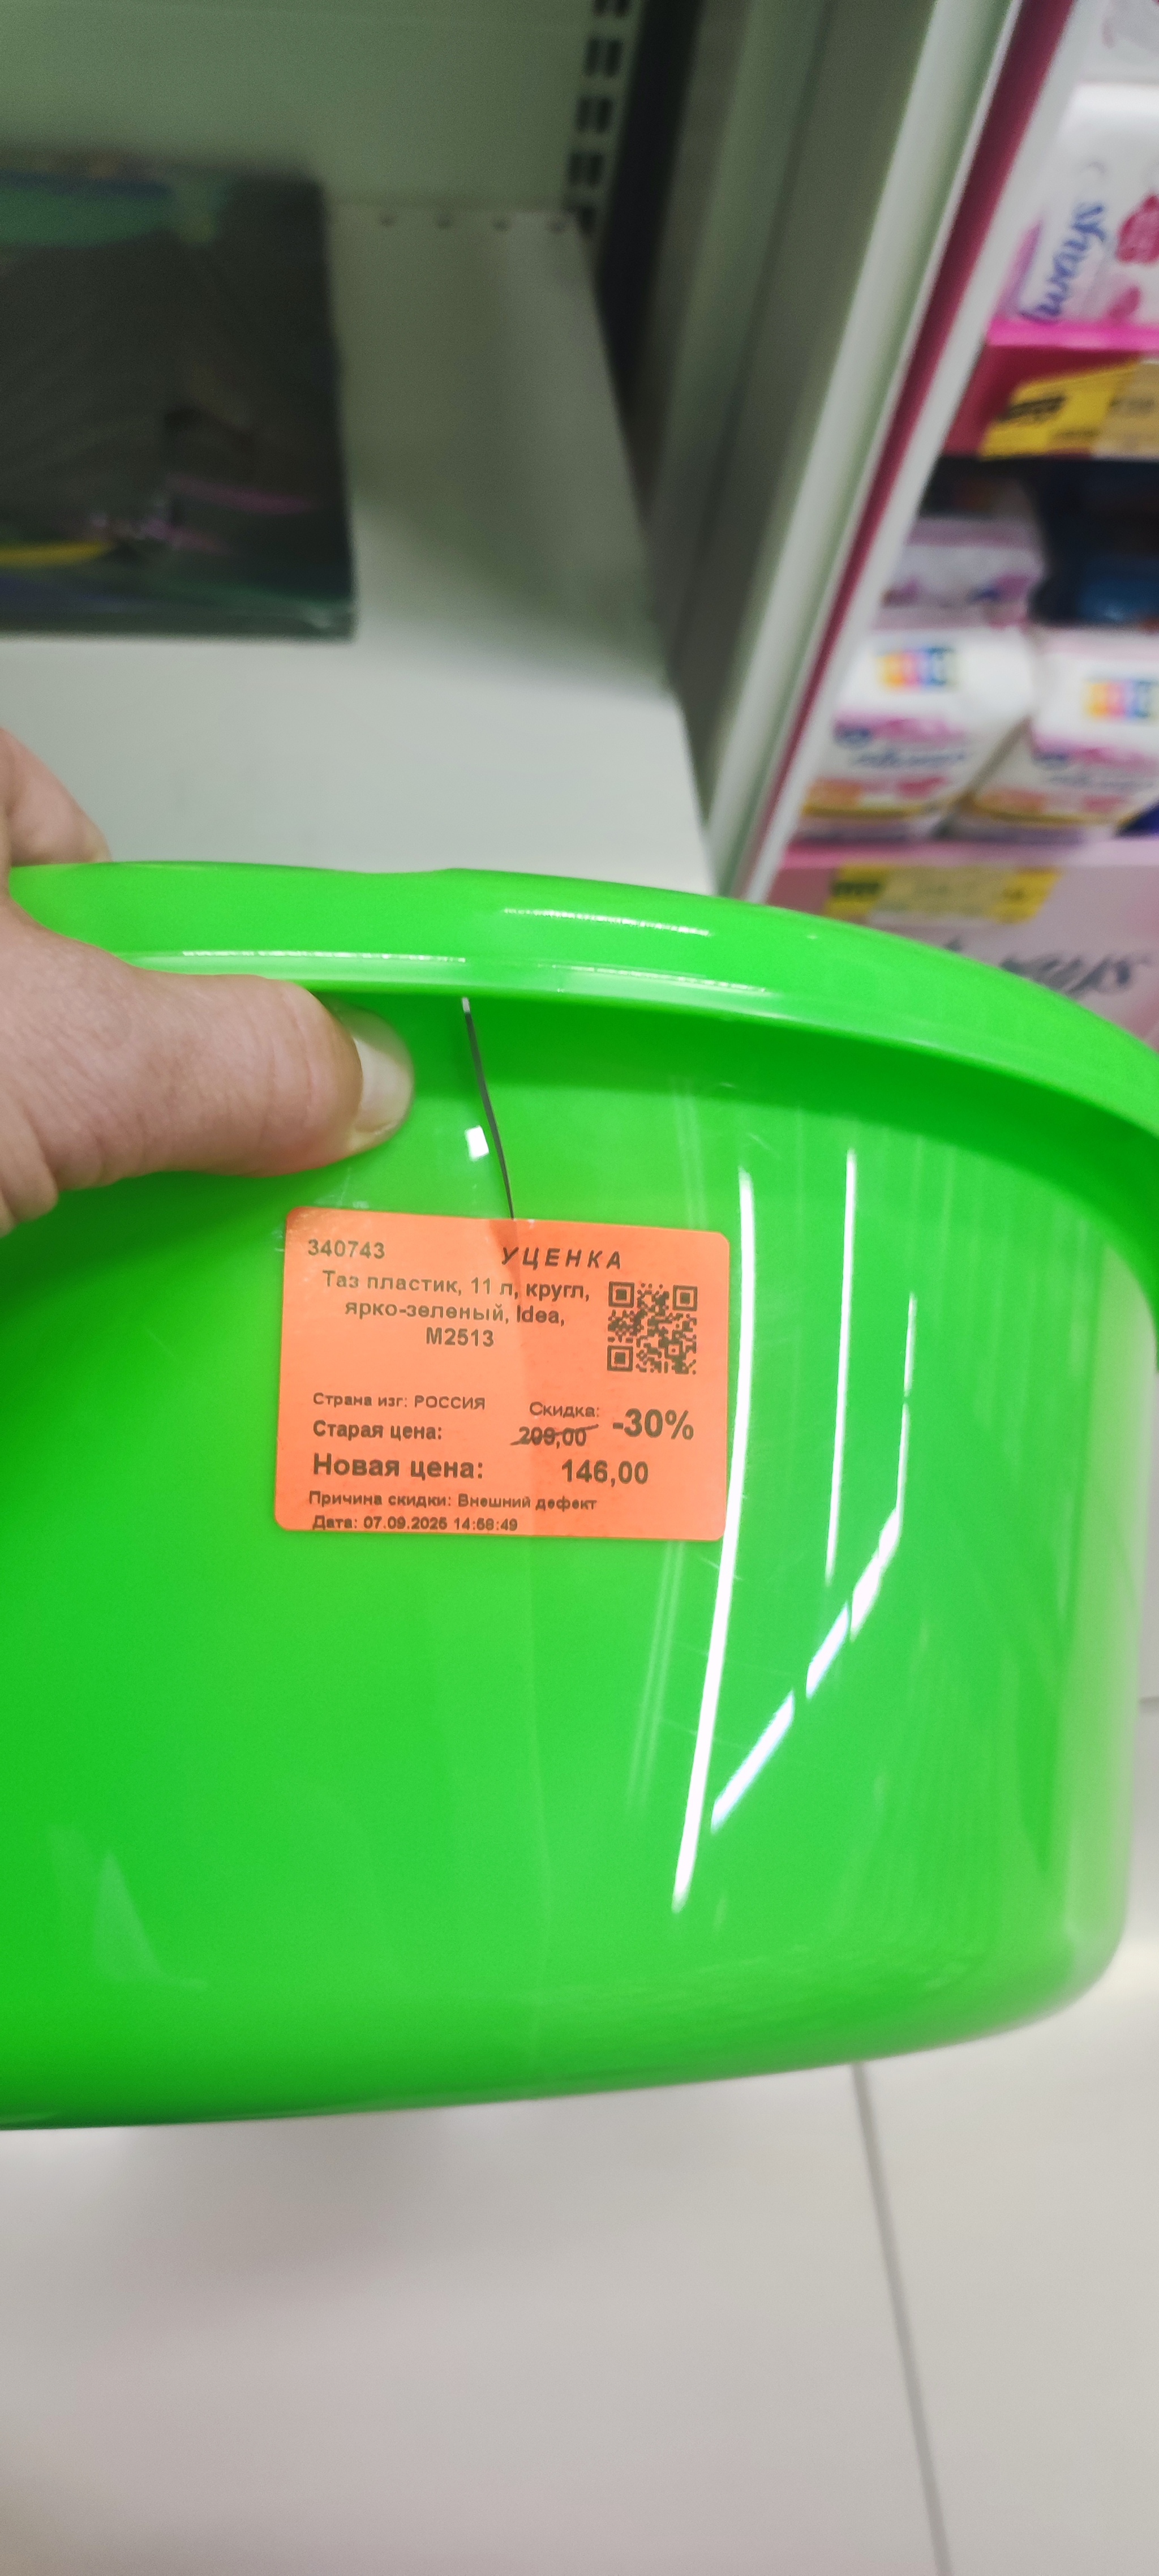 340743
УЦЕНКА
Таз пластик, 11 л, кругл,
ярко-зеленый, Idea,
М2513
Страна изг: РОССИЯ
Скидка:
-30%
Старая цена:
209,00
Новая цена:
146,00
Причина скидки: Внешний дефект
Дата: 07.09.2025 14:58:49